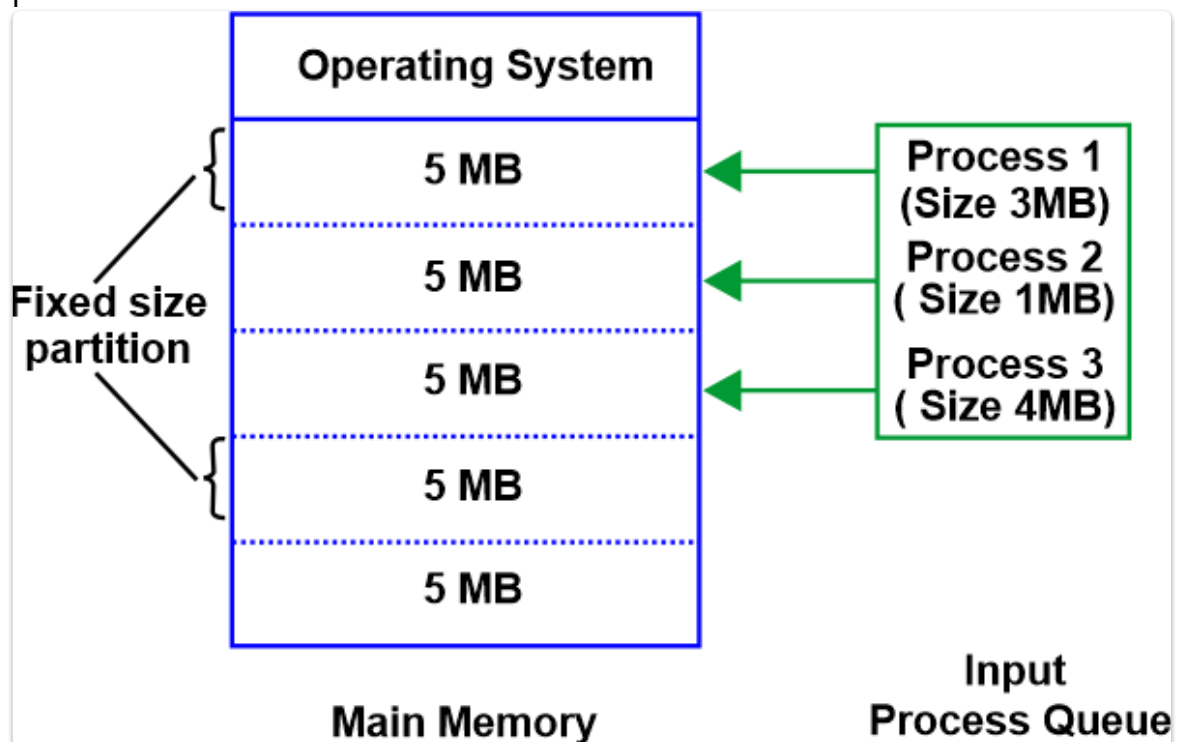 Operating System
5 MB
5 MB
5 MB
5 MB
5 MB
Fixed size
partition
Process 1
(Size 3MB)
Process 2
( Size 1MB)
Process 3
( Size 4MB)
Main Memory
Input
Process Queue